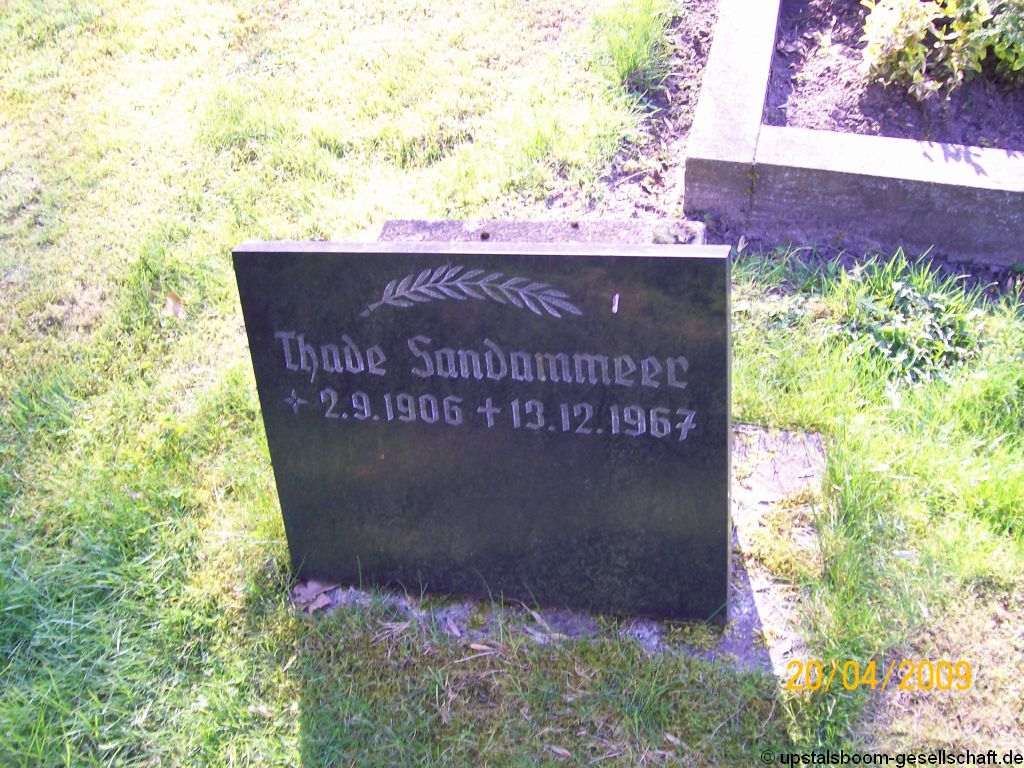 Thade Sandammeer
2.9.1906 † 13.12.1967
20/04/2009
© upstalsboom-gesellschaft.de